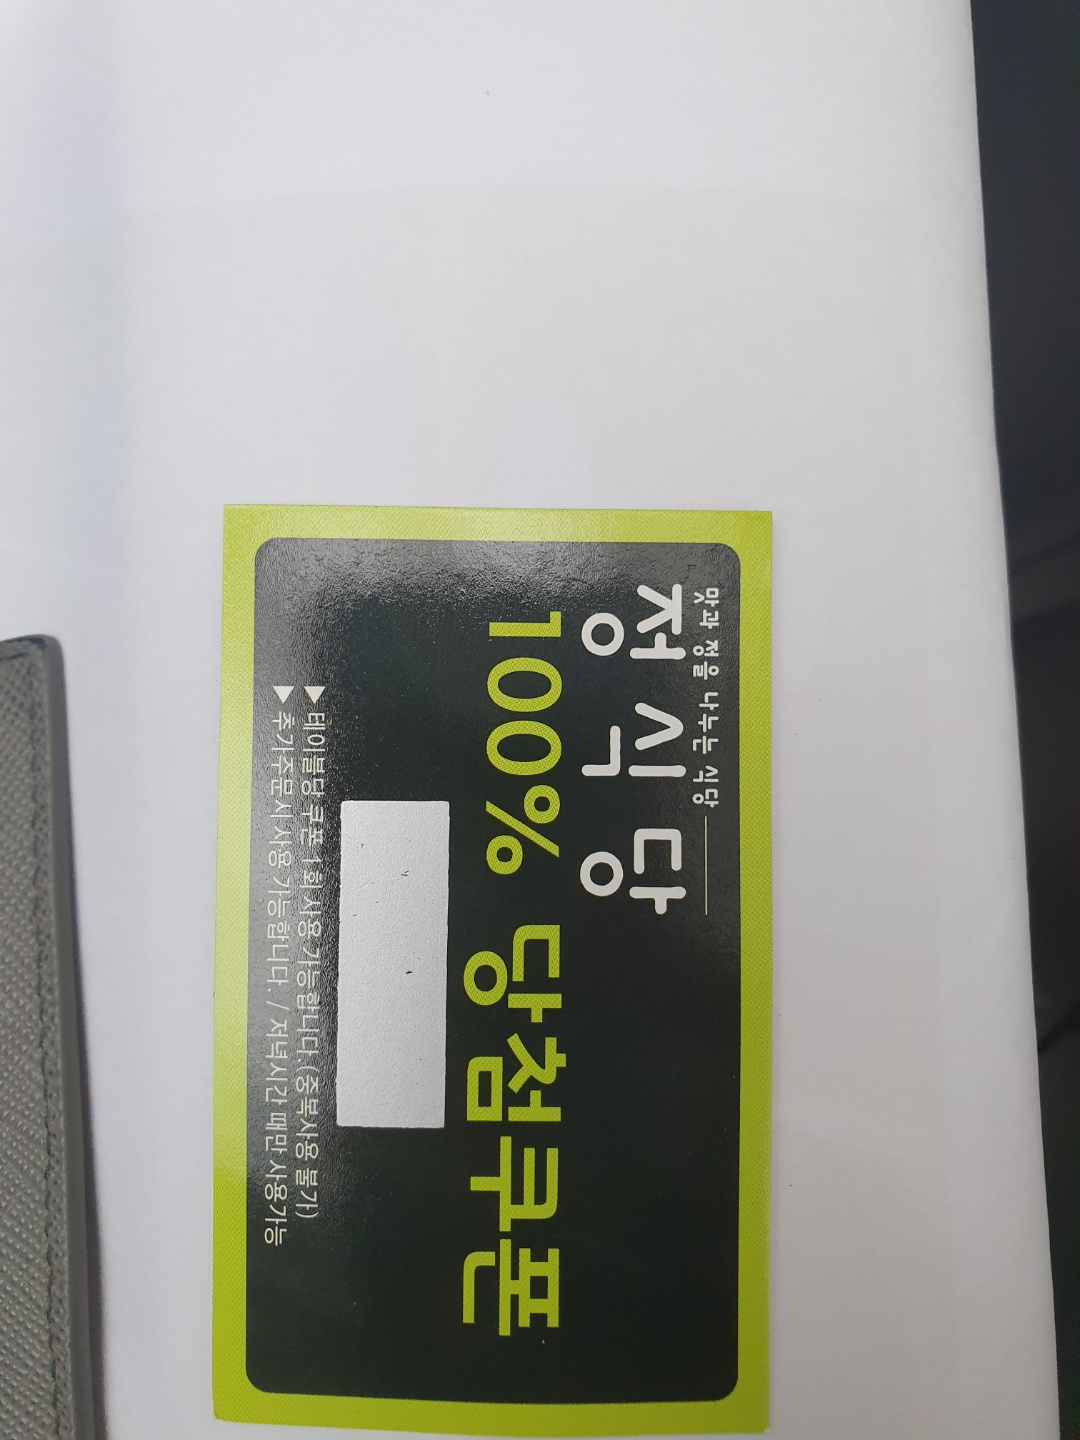 맛과 정을 나누는 식당
정식당
100% 당첨쿠폰
▶테이블당 쿠폰 1회 사용 가능합니다.(중복사용 불가)
▶추가주문시 사용 가능합니다. / 저녁시간 때만 사용가능